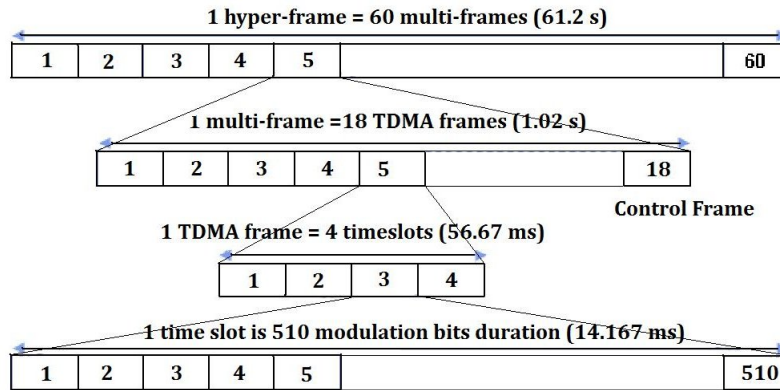 1 hyper-frame = 60 multi-frames (61.2 s)
1 2 3 4 5 60
1 multi-frame =18 TDMA frames (1.02 s)
1 2 3 4 5 18
Control Frame
1 TDMA frame = 4 timeslots (56.67 ms)
1 2 3 4
1 time slot is 510 modulation bits duration (14.167 ms)
1 2 3 4 5 510